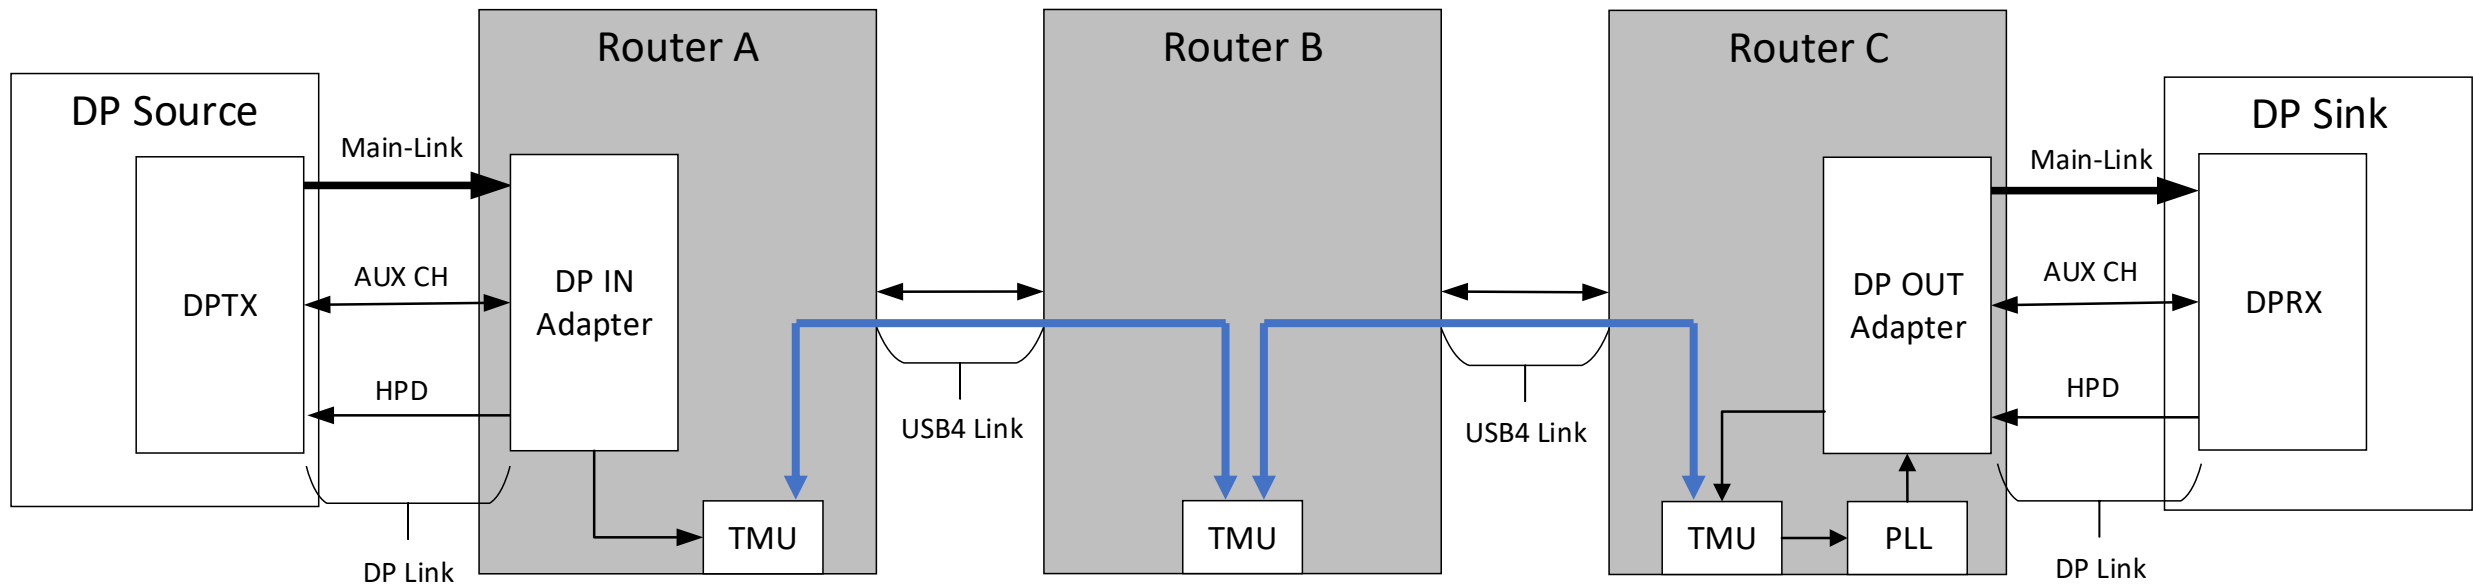 Router A
Router B
Router C
DP Source
DP Sink
Main-Link
Main-Link
AUX CH
AUX CH
DPTX
DP IN
Adapter
DP OUT
Adapter
DPRX
HPD
HPD
USB4 Link
USB4 Link
TMU
TMU
TMU
PLL
DP Link
DP Link